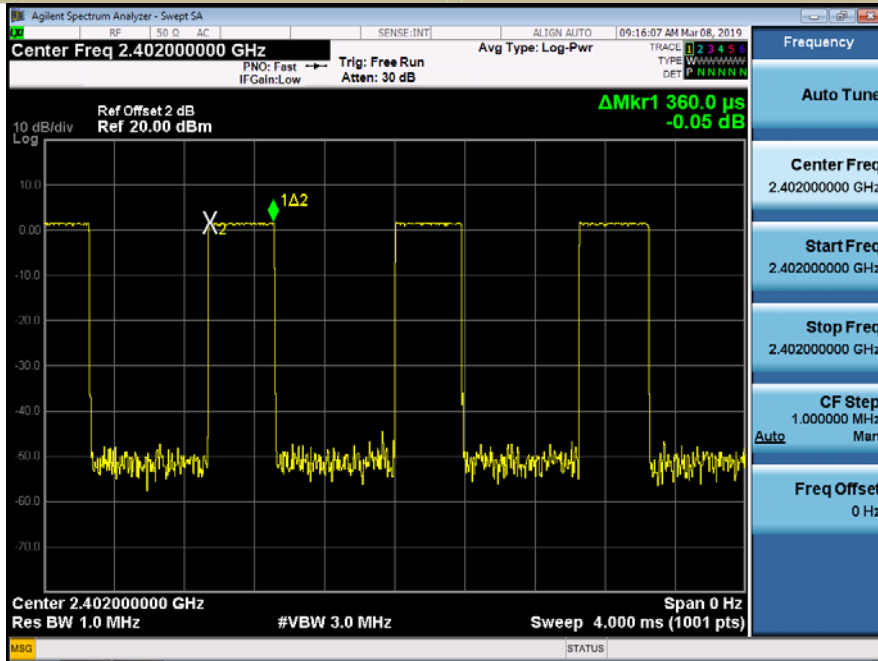 Agilent Spectrum Analyzer - Swept SA
LXI RF 50 Ω AC SENSE:INT ALIGN AUTO 09:16:07 AM Mar 08, 2019
Center Freq 2.402000000 GHz
PNO: Fast Trig: Free Run Avg Type: Log-Pwr TRACE 1 2 3 4 5 6
IFGain:Low Atten: 30 dB TYPE W
DET P N N N N N
Ref Offset 2 dB
10 dB/div Ref 20.00 dBm
Log
ΔMkr1 360.0 µs
-0.05 dB
10.0
0.00
-10.0
-20.0
-30.0
-40.0
-50.0
-60.0
-70.0
X2
1Δ2
Center 2.402000000 GHz Span 0 Hz
Res BW 1.0 MHz #VBW 3.0 MHz Sweep 4.000 ms (1001 pts)
MSG STATUS
Frequency
Auto Tune
Center Freq
2.402000000 GHz
Start Freq
2.402000000 GHz
Stop Freq
2.402000000 GHz
CF Step
1.000000 MHz
Auto Man
Freq Offset
0 Hz